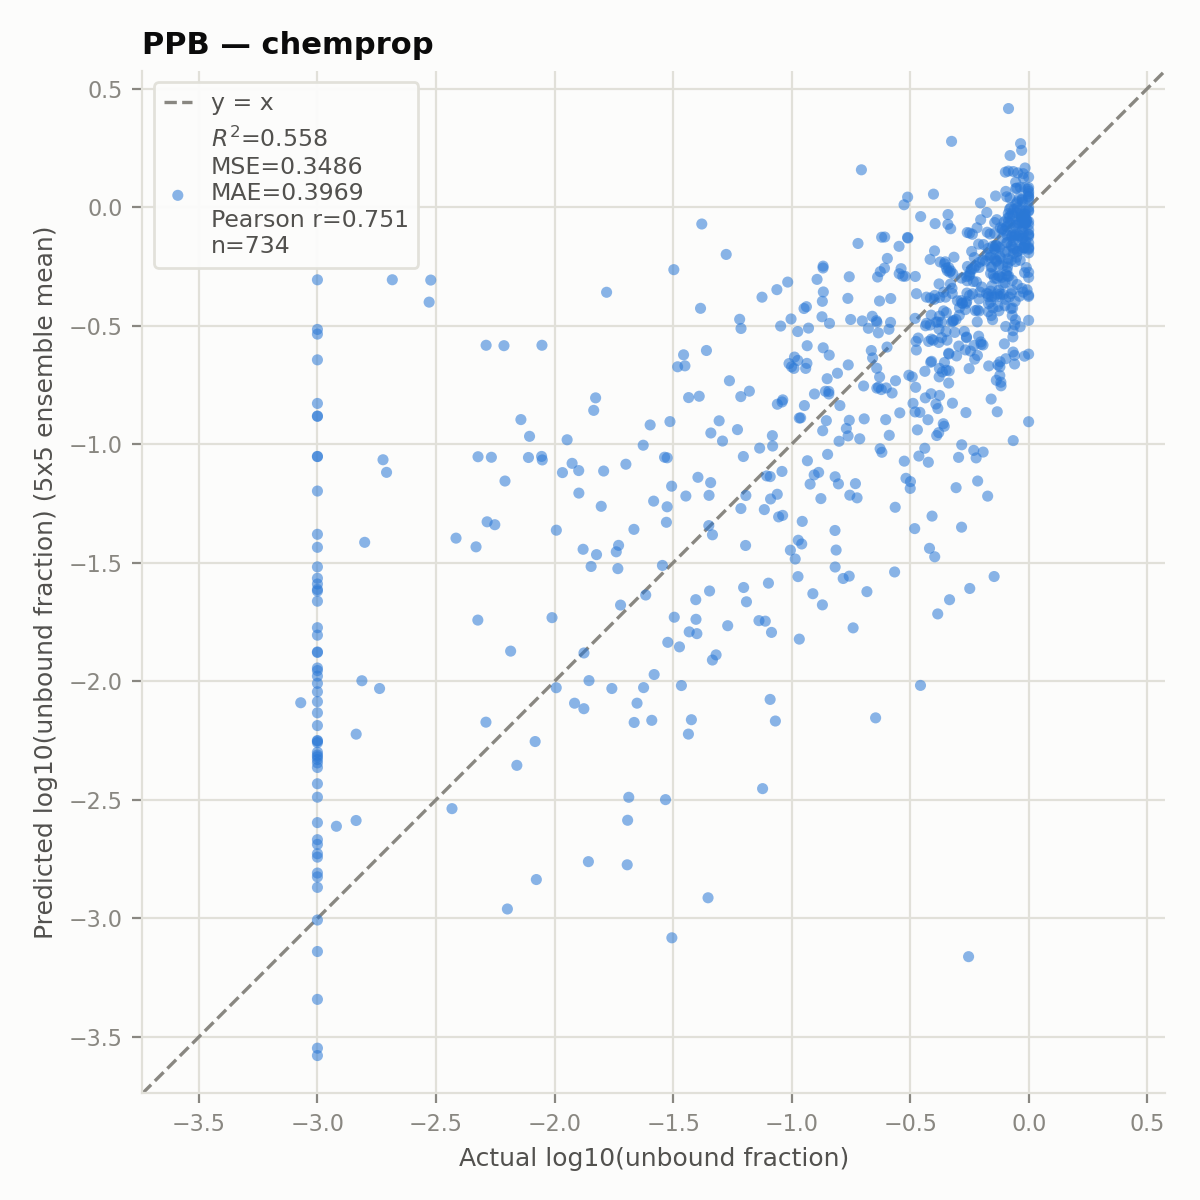 PPB — chemprop
y = x
R²=0.558
MSE=0.3486
MAE=0.3969
Pearson r=0.751
n=734
Predicted log10(unbound fraction) (5x5 ensemble mean)
0.5
0.0
−0.5
−1.0
−1.5
−2.0
−2.5
−3.0
−3.5
−3.5 −3.0 −2.5 −2.0 −1.5 −1.0 −0.5 0.0 0.5
Actual log10(unbound fraction)